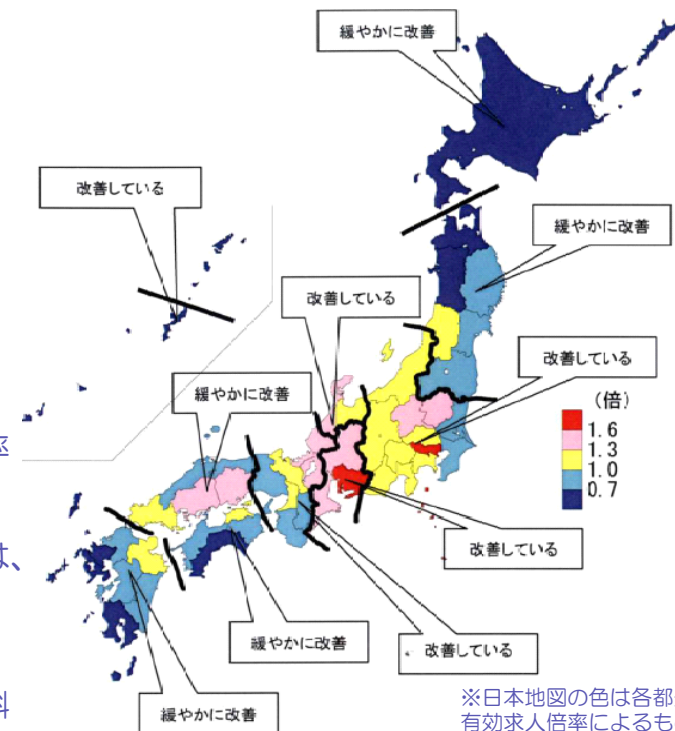 緩やかに改善
改善している
緩やかに改善
改善している
改善している
緩やかに改善
(倍)
1.6
1.3
1.0
0.7
改善している
緩やかに改善
改善している
緩やかに改善
は、
料
※日本地図の色は各都
有効求人倍率によるも